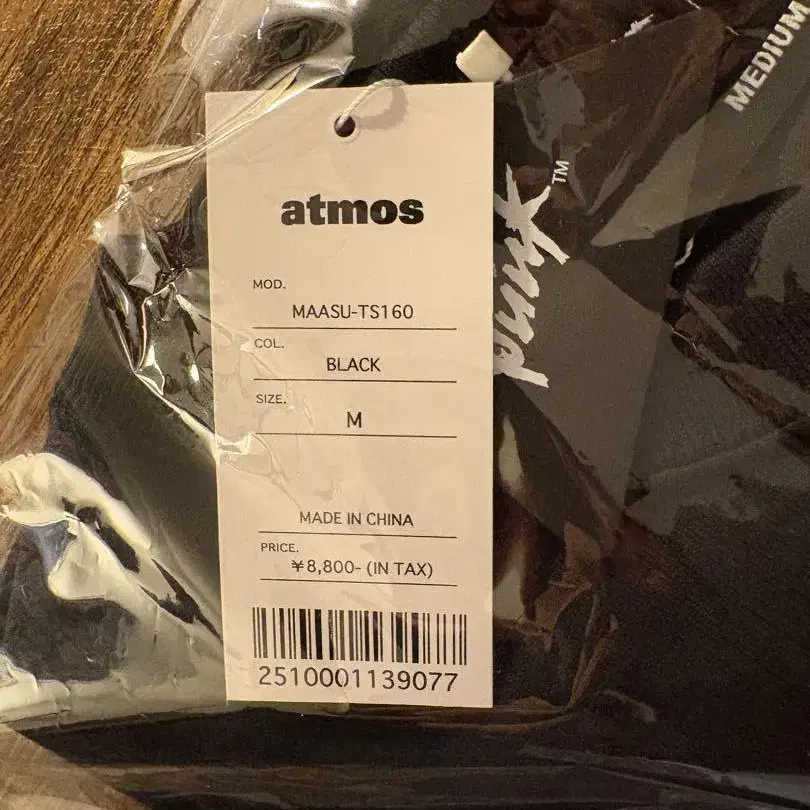 atmos
MOD.
MAASU-TS160
COL.
BLACK
SIZE.
M
MADE IN CHINA
PRICE.
¥8,800- (IN TAX)
2510001139077
MEDIUM
TM